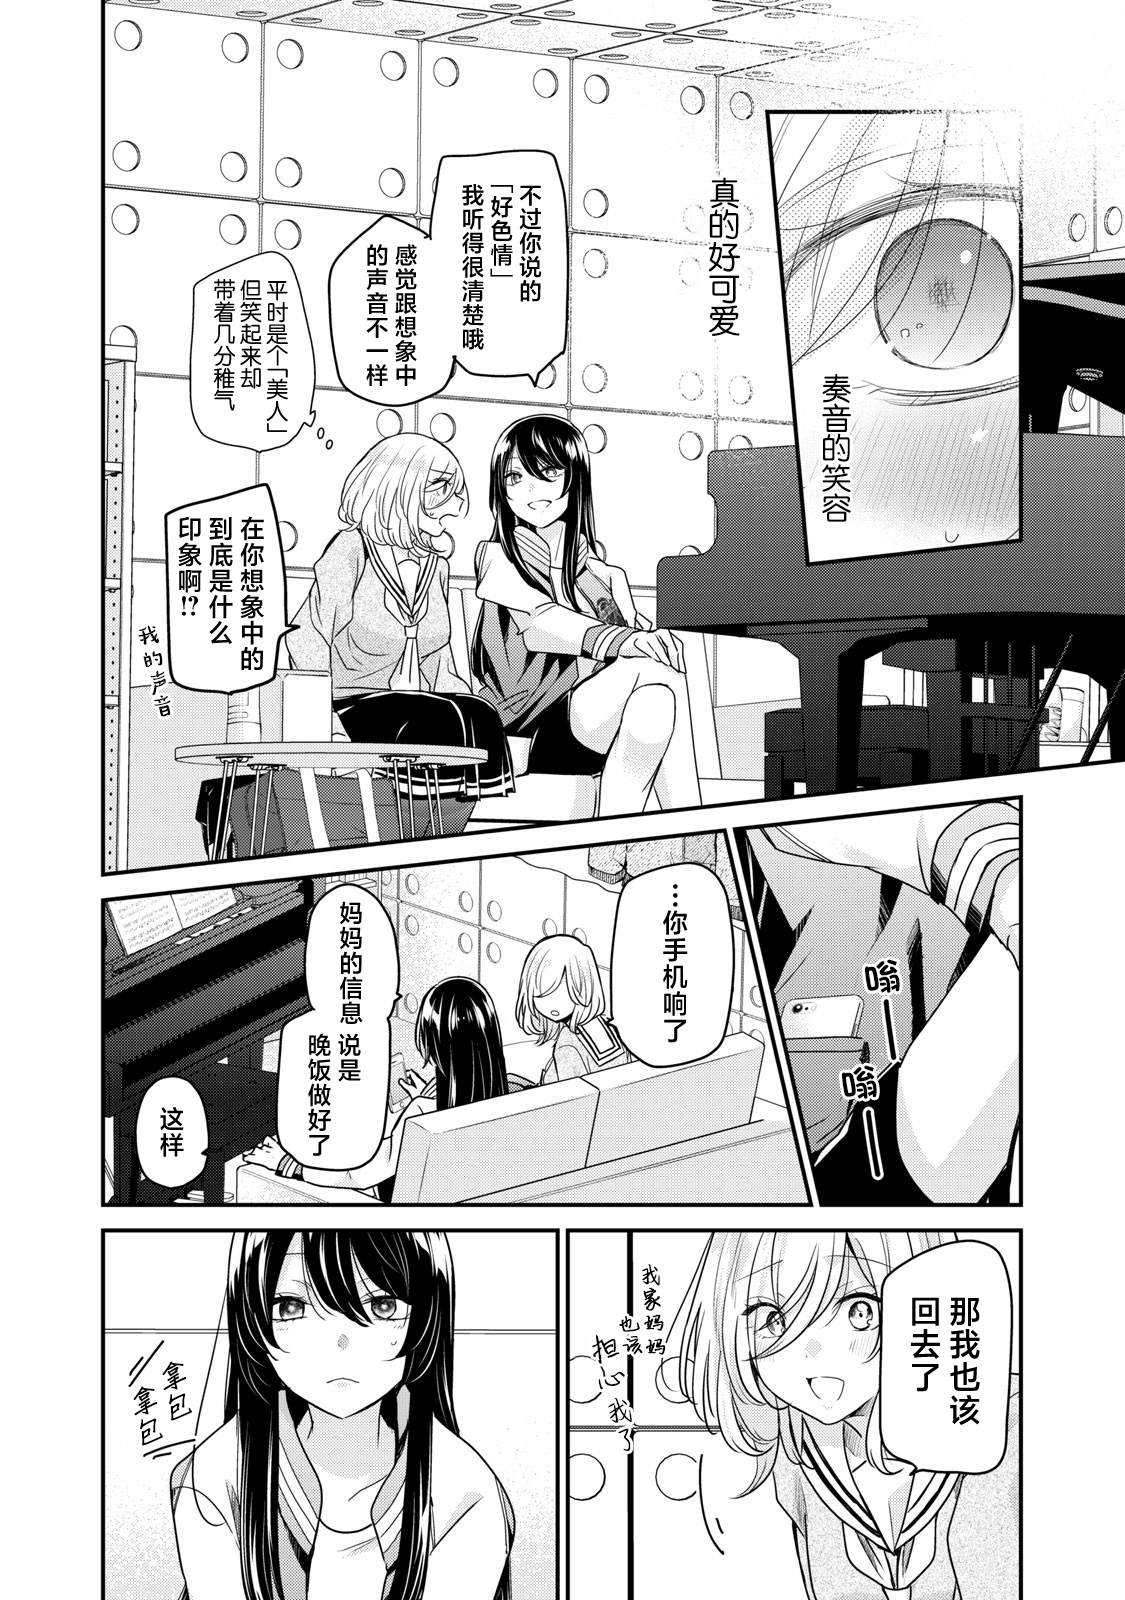 奏音的笑容
真的好可爱
不过你说的
「好色情」
我听得很清楚哦
感觉跟想象中
的声音不一样
平时是个「美人」
但笑起来却
带着几分稚气
在你想象中的
到底是什么
印象啊!?
我的声音
嗡——
嗡——
…你手机响了
妈妈的信息 说是
晚饭做好了
这样
那我也该
回去了
我家妈妈
也该
担心我了
拿包
拿包